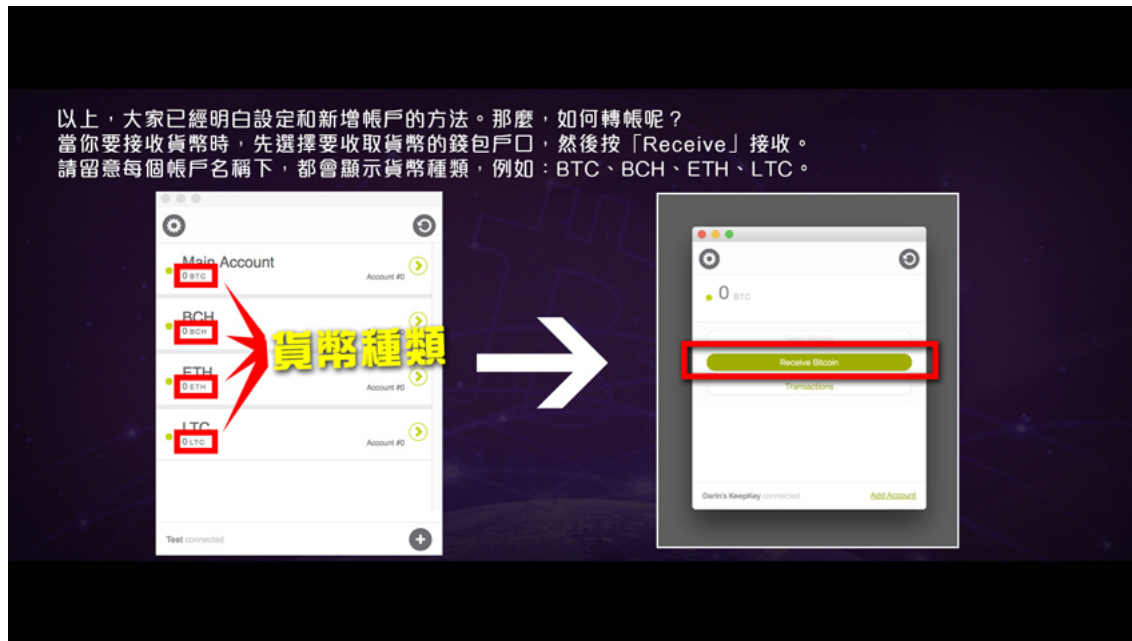 以上，大家已經明白設定和新增帳戶的方法。那麼，如何轉帳呢？
當你要接收貨幣時，先選擇要收取貨幣的錢包戶口，然後按「Receive」接收。
請留意每個帳戶名稱下，都會顯示貨幣種類，例如：BTC、BCH、ETH、LTC。
Main Account
0 BTC
Account #0
BCH
0 BCH
貨幣種類
ETH
0 ETH
Account #0
LTC
0 LTC
Account #0
Test connected
0 BTC
Receive Bitcoin
Transactions
Darin's KeepKey connected
Add Account